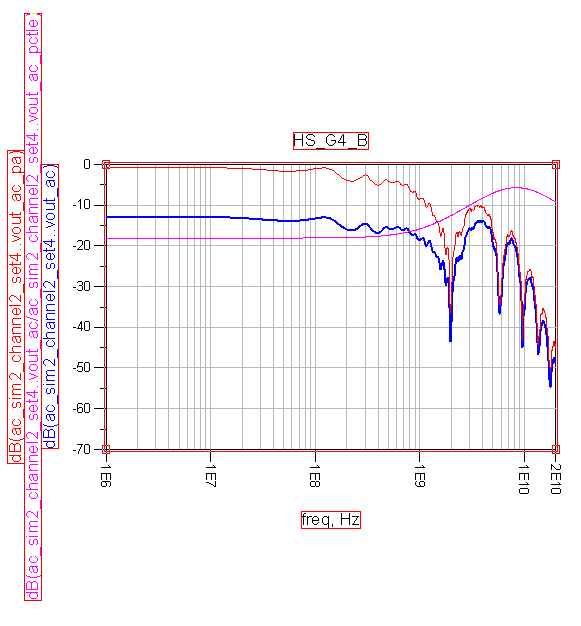 HS_G4_B
dB(ac_sim2_channel2_set4..vout_ac_pa)
dB(ac_sim2_channel2_set4..vout_ac/ac_sim2_channel2_set4..vout_ac_pctle)
dB(ac_sim2_channel2_set4..vout_ac)
0
-10
-20
-30
-40
-50
-60
-70
1E6
1E7
1E8
1E9
1E10
2E10
freq, Hz